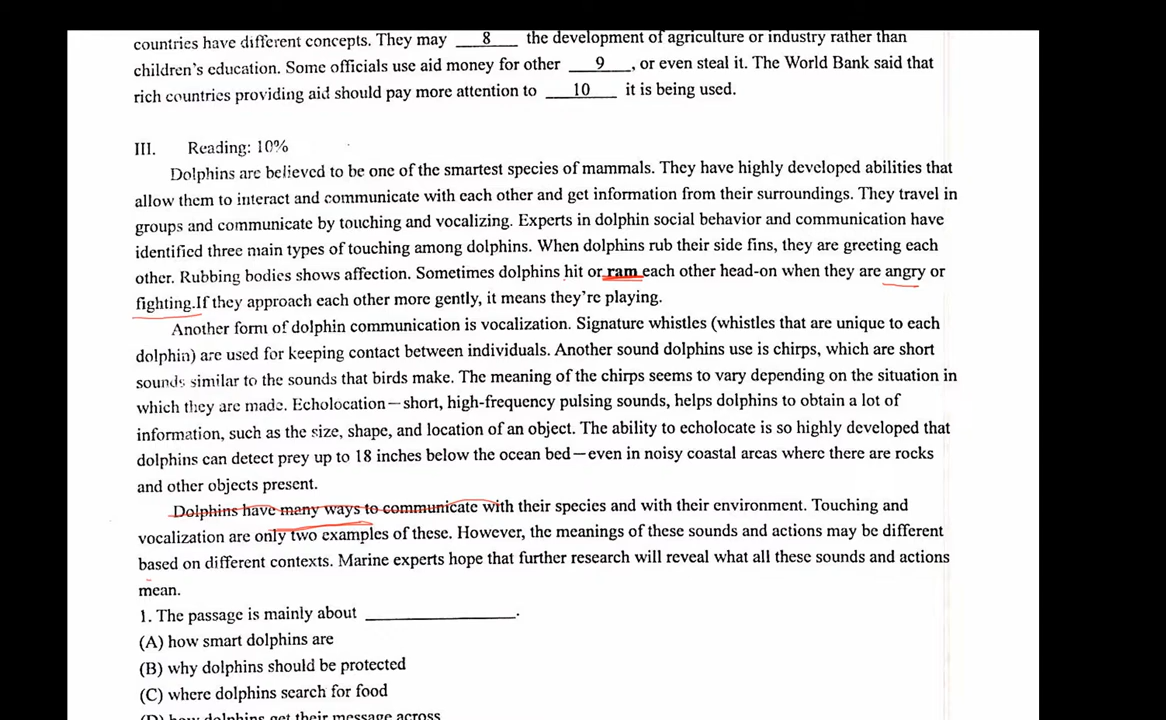 countries have different concepts. They may 8 the development of agriculture or industry rather than
children's education. Some officials use aid money for other 9, or even steal it. The World Bank said that
rich countries providing aid should pay more attention to 10 it is being used.
III. Reading: 10%
Dolphins are believed to be one of the smartest species of mammals. They have highly developed abilities that
allow them to interact and communicate with each other and get information from their surroundings. They travel in
groups and communicate by touching and vocalizing. Experts in dolphin social behavior and communication have
identified three main types of touching among dolphins. When dolphins rub their side fins, they are greeting each
other. Rubbing bodies shows affection. Sometimes dolphins hit or ram each other head-on when they are angry or
fighting.If they approach each other more gently, it means they're playing.
Another form of dolphin communication is vocalization. Signature whistles (whistles that are unique to each
dolphin) are used for keeping contact between individuals. Another sound dolphins use is chirps, which are short
sounds similar to the sounds that birds make. The meaning of the chirps seems to vary depending on the situation in
which they are made. Echolocation—short, high-frequency pulsing sounds, helps dolphins to obtain a lot of
information, such as the size, shape, and location of an object. The ability to echolocate is so highly developed that
dolphins can detect prey up to 18 inches below the ocean bed—even in noisy coastal areas where there are rocks
and other objects present.
Dolphins have many ways to communicate with their species and with their environment. Touching and
vocalization are only two examples of these. However, the meanings of these sounds and actions may be different
based on different contexts. Marine experts hope that further research will reveal what all these sounds and actions
mean.
1. The passage is mainly about ______.
(A) how smart dolphins are
(B) why dolphins should be protected
(C) where dolphins search for food
(D) how dolphins get their message across